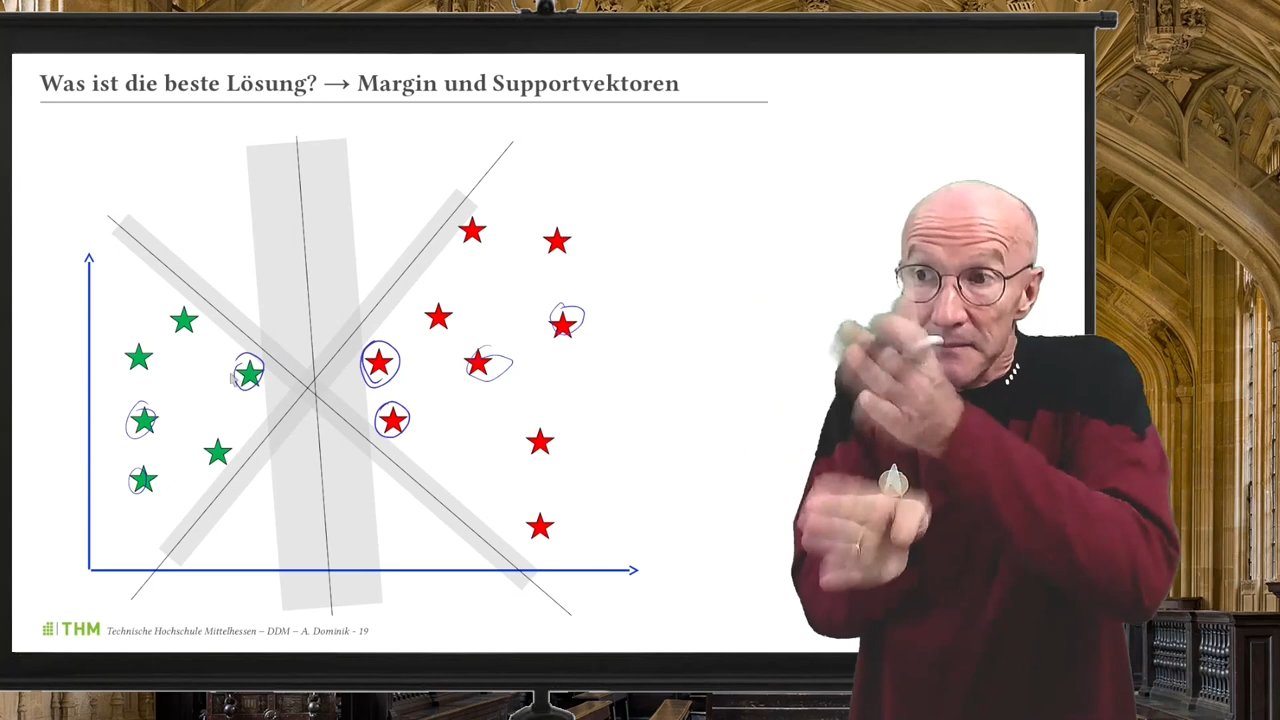 Was ist die beste Lösung? → Margin und Supportvektoren
THM Technische Hochschule Mittelhessen – DDM – A. Dominik - 19